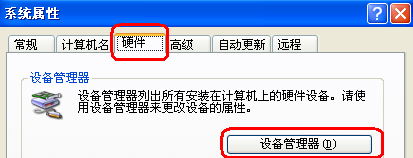 系统属性
常规 计算机名 硬件 高级 自动更新 远程
设备管理器
设备管理器列出所有安装在计算机上的硬件设备。请使
用设备管理器来更改设备的属性。
设备管理器(D)